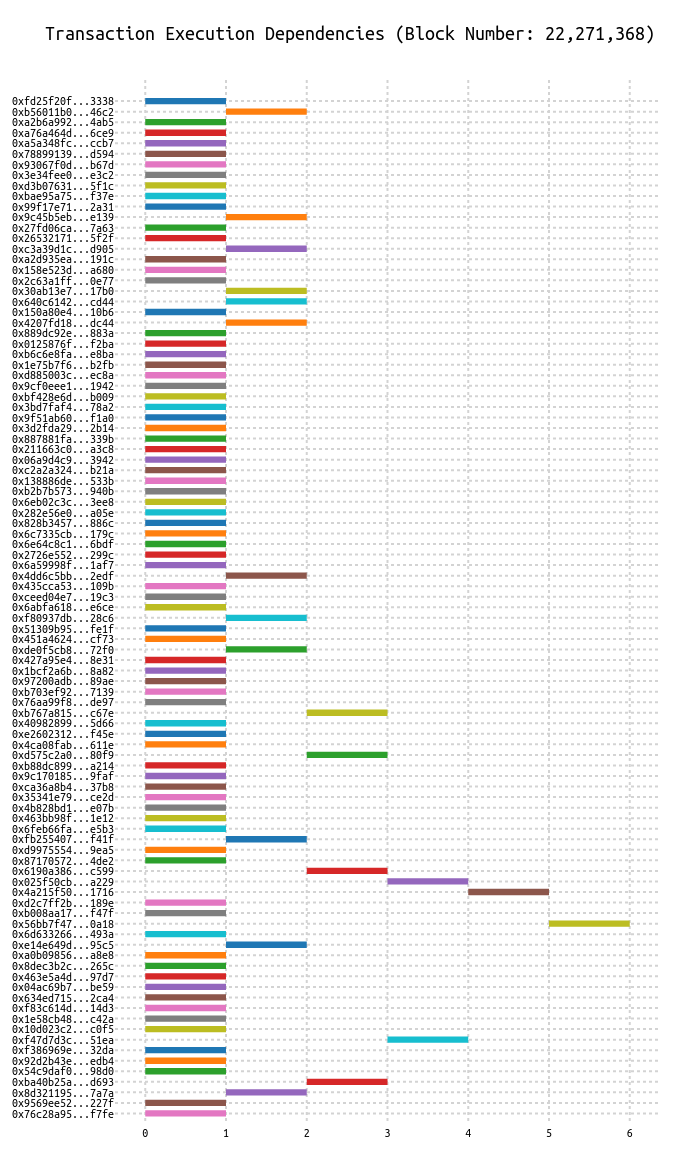 Transaction Execution Dependencies (Block Number: 22,271,368)
0xfd25f20f...3338
0xb56011b0...46c2
0xa2b6a992...4ab5
0xa76a464d...6ce9
0xa5a348fc...ccb7
0x78899139...d594
0x93067f0d...b67d
0x3e34fee0...e3c2
0xd3b07631...5f1c
0xbae95a75...f37e
0x99f17e71...2a31
0x9c45b5eb...e139
0x27fd06ca...7a63
0x26532171...5f2f
0xc3a39d1c...d905
0xa2d935ea...191c
0x158e523d...a680
0x2c63a1ff...0e77
0x30ab13e7...17b0
0x640c6142...cd44
0x150a80e4...10b6
0x4207fd18...dc44
0x889dc92e...883a
0x0125876f...f2ba
0xb6c6e8fa...e8ba
0x1e75b7f6...b2fb
0xd885003c...ec8a
0x9cf0eee1...1942
0xbf428e6d...b009
0x3bd7faf4...78a2
0x9f51ab60...f1a0
0x3d2fda29...2b14
0x887881fa...339b
0x211663c0...a3c8
0x06a9d4c9...3942
0xc2a2a324...b21a
0x138886de...533b
0xb2b7b573...940b
0x6eb02c3c...3ee8
0x282e56e0...a05e
0x828b3457...886c
0x6c7335cb...179c
0x6e64c8c1...6bdf
0x2726e552...299c
0x6a59998f...1af7
0x4dd6c5bb...2edf
0x435cca53...109b
0xceed04e7...19c3
0x6abfa618...e6ce
0xf80937db...28c6
0x51309b95...fe1f
0x451a4624...cf73
0xde0f5cb8...72f0
0x427a95e4...8e31
0x1bcf2a6b...8a82
0x97200adb...89ae
0xb703ef92...7139
0x76aa99f8...de97
0xb767a815...c67e
0x40982899...5d66
0xe2602312...f45e
0x4ca08fab...611e
0xd575c2a0...80f9
0xb88dc899...a214
0x9c170185...9faf
0xca36a8b4...37b8
0x35341e79...ce2d
0x4b828bd1...e07b
0x463bb98f...1e12
0x6feb66fa...e5b3
0xfb255407...f41f
0xd9975554...9ea5
0x87170572...4de2
0x6190a386...c599
0x025f50cb...a229
0x4a215f50...1716
0xd2c7ff2b...189e
0xb008aa17...f47f
0x56bb7f47...0a18
0x6d633266...493a
0xe14e649d...95c5
0xa0b09856...a8e8
0x8dec3b2c...265c
0x463e5a4d...97d7
0x04ac69b7...be59
0x634ed715...2ca4
0xf83c614d...14d3
0x1e58cb48...c42a
0x10d023c2...c0f5
0xf47d7d3c...51ea
0xf386969e...32da
0x92d2b43e...edb4
0x54c9daf0...98d0
0xba40b25a...d693
0x8d321195...7a7a
0x9569ee52...227f
0x76c28a95...f7fe
0 1 2 3 4 5 6